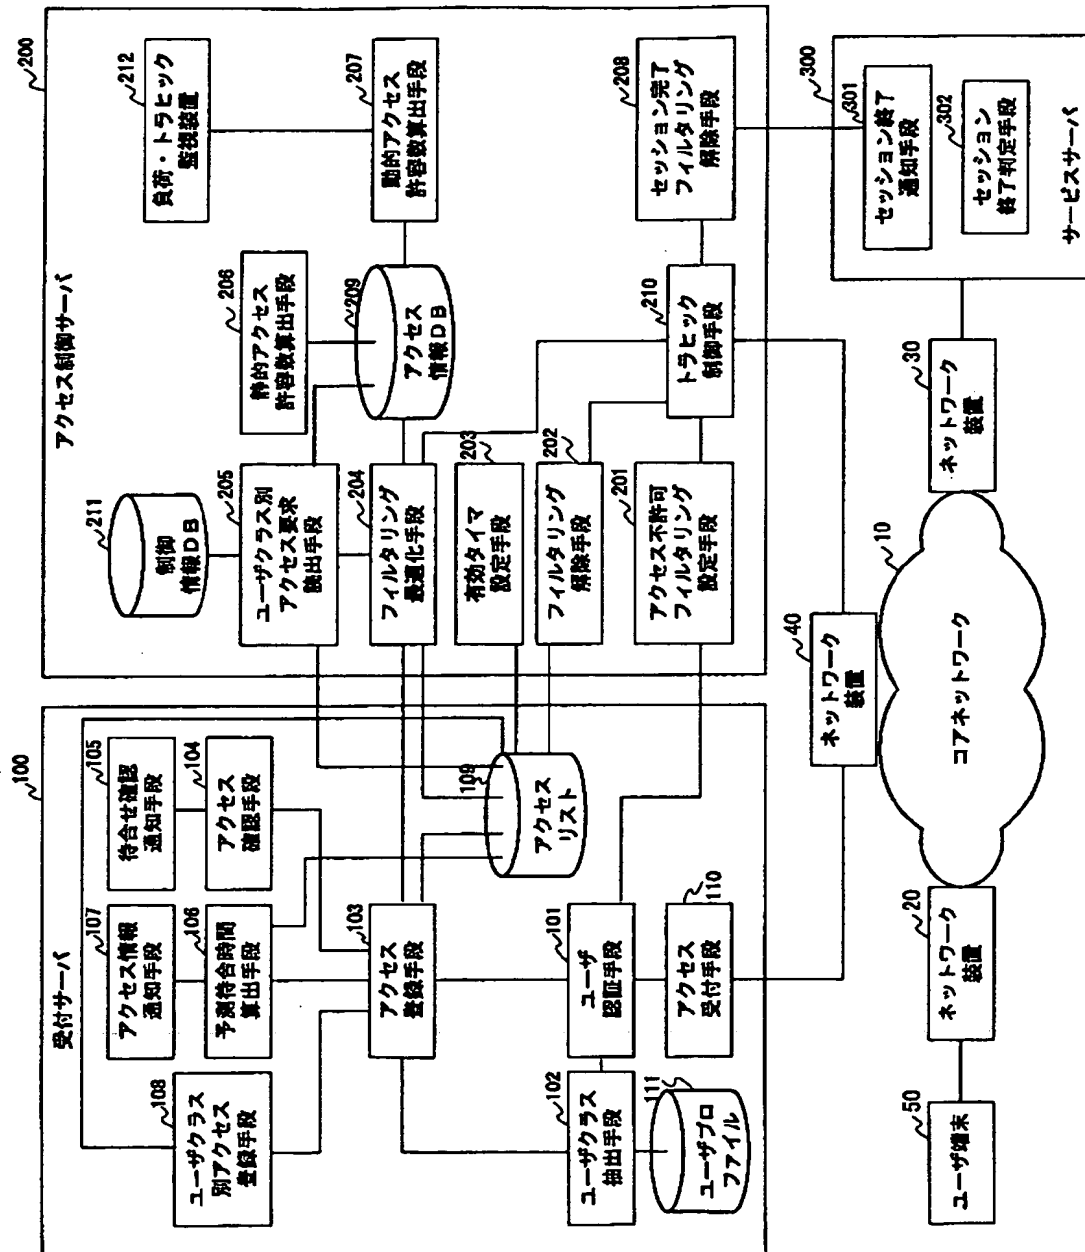 200
アクセス制御サーバ
212
負荷・トラヒック
監視装置
207
動的アクセス
許容数算出手段
208
セッション完了
フィルタリング
解除手段
206
静的アクセス
許容数算出手段
209
アクセス
情報DB
210
トラヒック
制御手段
211
制御
情報DB
205
ユーザクラス別
アクセス要求
読出手段
204
フィルタリング
最適化手段
203
有効タイマ
設定手段
202
フィルタリング
解除手段
201
アクセス不許可
フィルタリング
設定手段
300
301
セッション終了
通知手段
302
セッション
終了判定手段
サービスサーバ
100
受付サーバ
105
待合せ確認
通知手段
104
アクセス
確認手段
109
アクセス
リスト
107
アクセス情報
通知手段
106
予測待合時間
算出手段
103
アクセス
登録手段
101
ユーザ
認証手段
110
アクセス
受付手段
108
ユーザクラス
別アクセス
登録手段
102
ユーザクラス
抽出手段
111
ユーザプロ
ファイル
30
ネットワーク
装置
40
ネットワーク
装置
10
コアネットワーク
20
ネットワーク
装置
50
ユーザ端末